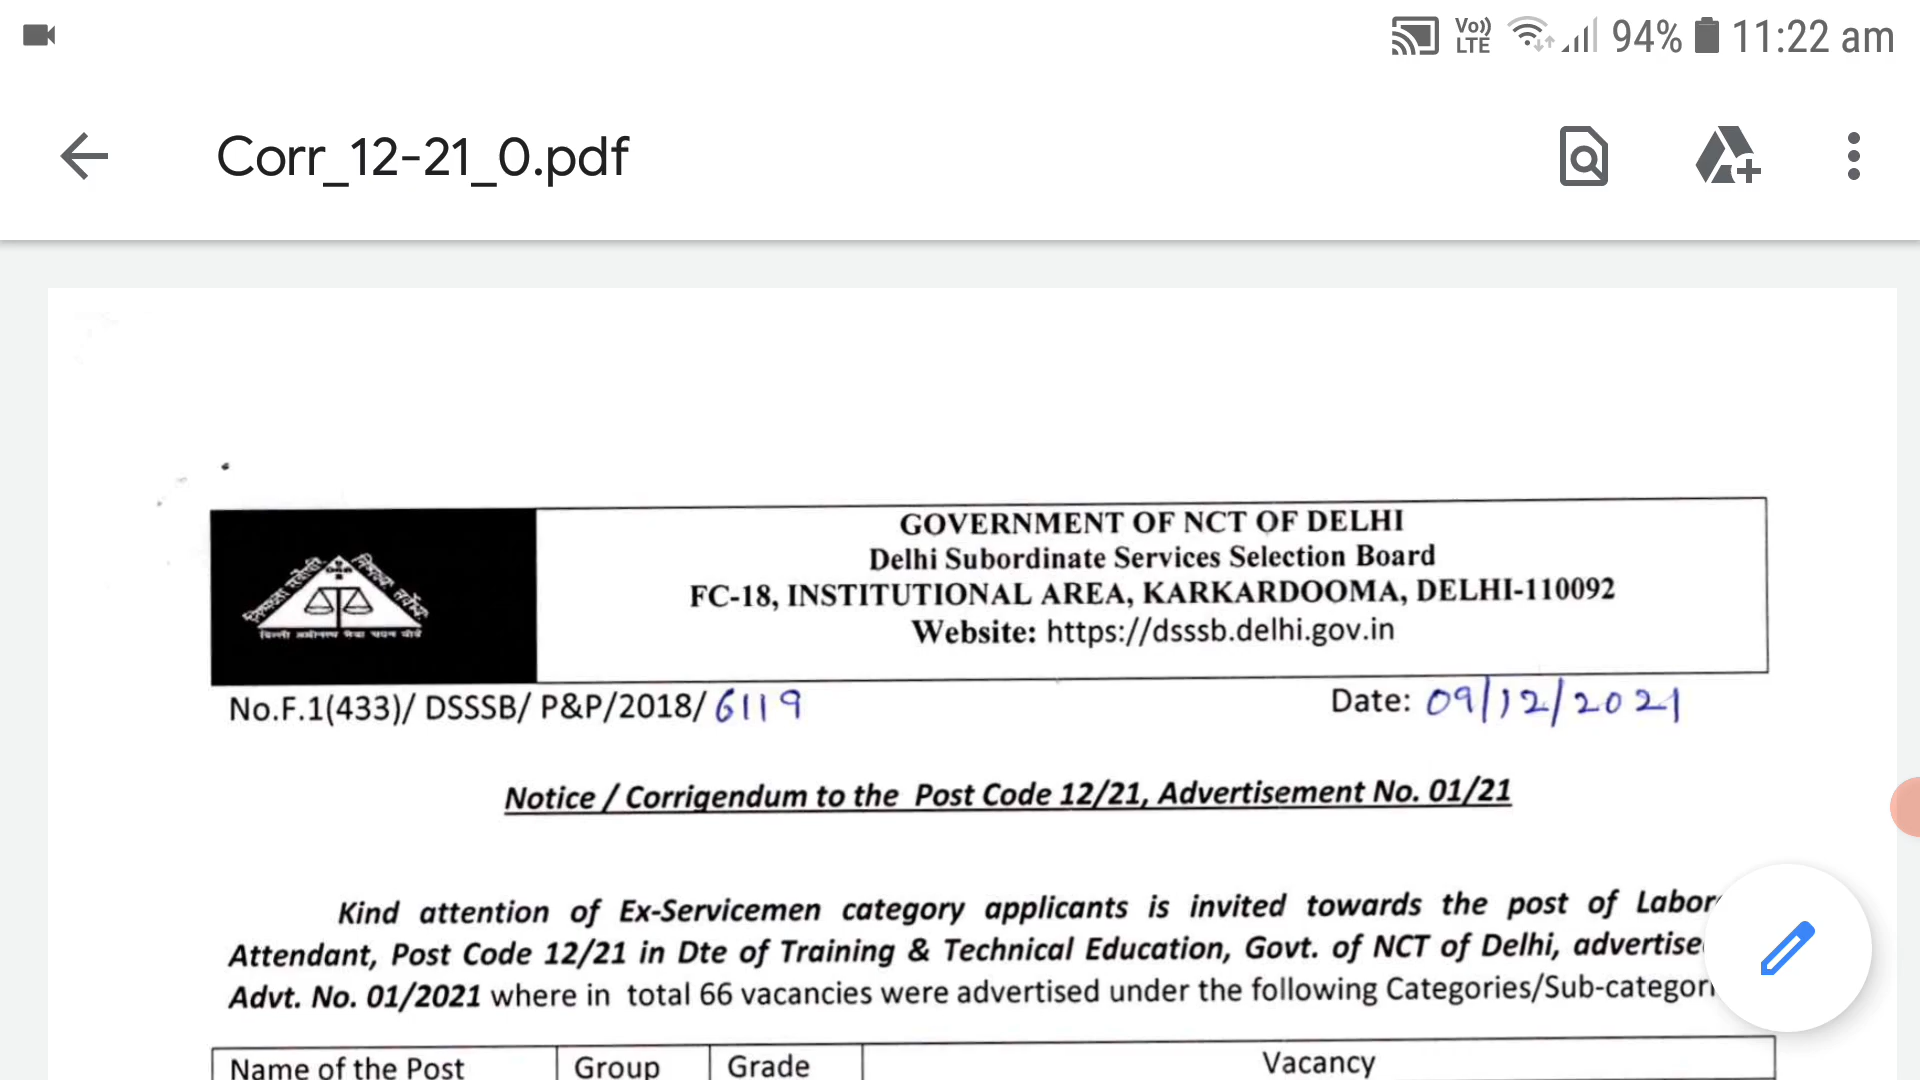 Vo)) LTE 94% 11:22 am
Corr_12-21_0.pdf
GOVERNMENT OF NCT OF DELHI
Delhi Subordinate Services Selection Board
FC-18, INSTITUTIONAL AREA, KARKARDOOMA, DELHI-110092
Website: https://dsssb.delhi.gov.in
No.F.1(433)/ DSSSB/ P&P/2018/ 6119 Date: 09/12/2021
Notice / Corrigendum to the Post Code 12/21, Advertisement No. 01/21
Kind attention of Ex-Servicemen category applicants is invited towards the post of
Attendant, Post Code 12/21 in Dte of Training & Technical Education, Govt. of NCT of Delhi,
Advt. No. 01/2021 where in total 66 vacancies were advertised under the following
Name of the Post Group Grade Vacancy